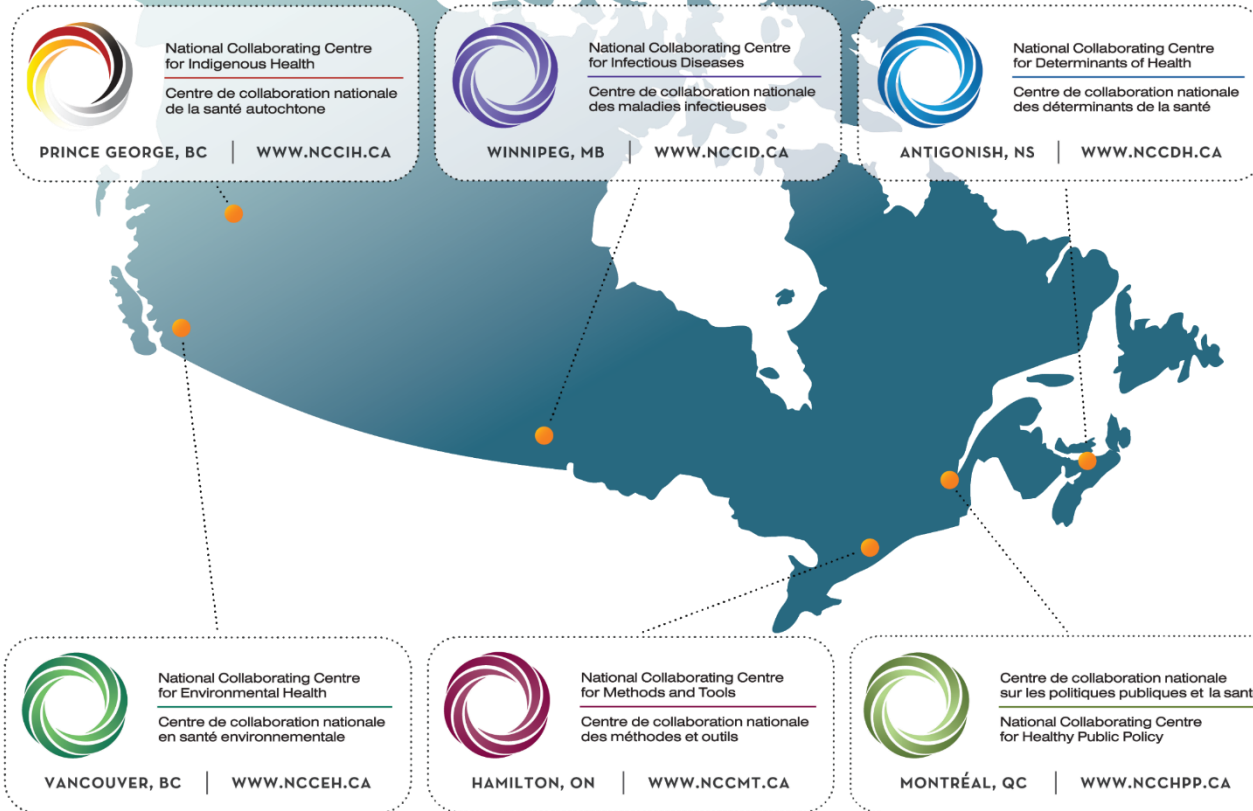 National Collaborating Centre
for Indigenous Health
Centre de collaboration nationale
de la santé autochtone
PRINCE GEORGE, BC | WWW.NCCIH.CA
National Collaborating Centre
for Infectious Diseases
Centre de collaboration nationale
des maladies infectieuses
WINNIPEG, MB | WWW.NCCID.CA
National Collaborating Centre
for Determinants of Health
Centre de collaboration nationale
des déterminants de la santé
ANTIGONISH, NS | WWW.NCCDH.CA
National Collaborating Centre
for Environmental Health
Centre de collaboration nationale
en santé environnementale
VANCOUVER, BC | WWW.NCCEH.CA
National Collaborating Centre
for Methods and Tools
Centre de collaboration nationale
des méthodes et outils
HAMILTON, ON | WWW.NCCMT.CA
Centre de collaboration nationale
sur les politiques publiques et la sant
National Collaborating Centre
for Healthy Public Policy
MONTRÉAL, QC | WWW.NCCHPP.CA